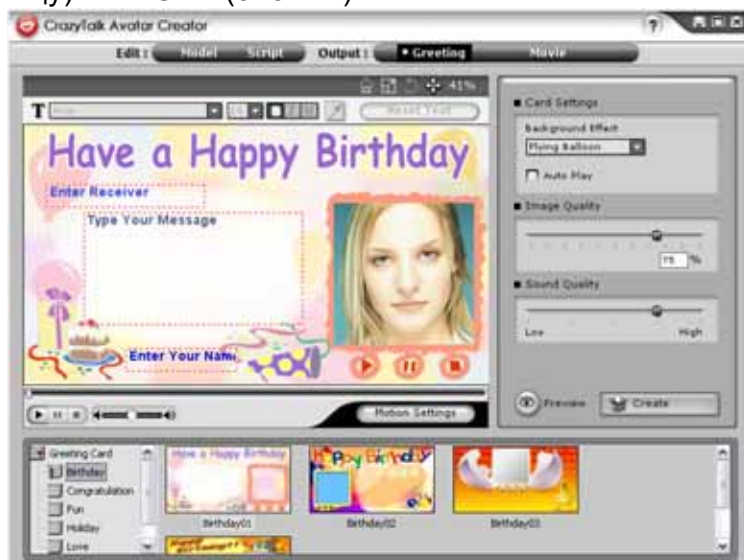 CrazyTalk Avatar Creator
?
Edit : Model Script Output : Greeting Movie
41%
T Reset Text
Have a Happy Birthday
Enter Receiver
Type Your Message
Enter Your Name
Motion Settings
Card Settings
Background Effect
Flying Balloon
Auto Play
Image Quality
75 %
Sound Quality
Low High
Preview Create
Greeting Card
Birthday
Congratulation
Fun
Holiday
Love
Have a Happy Birthday
Happy Birthday
Birthday01 Birthday02 Birthday03